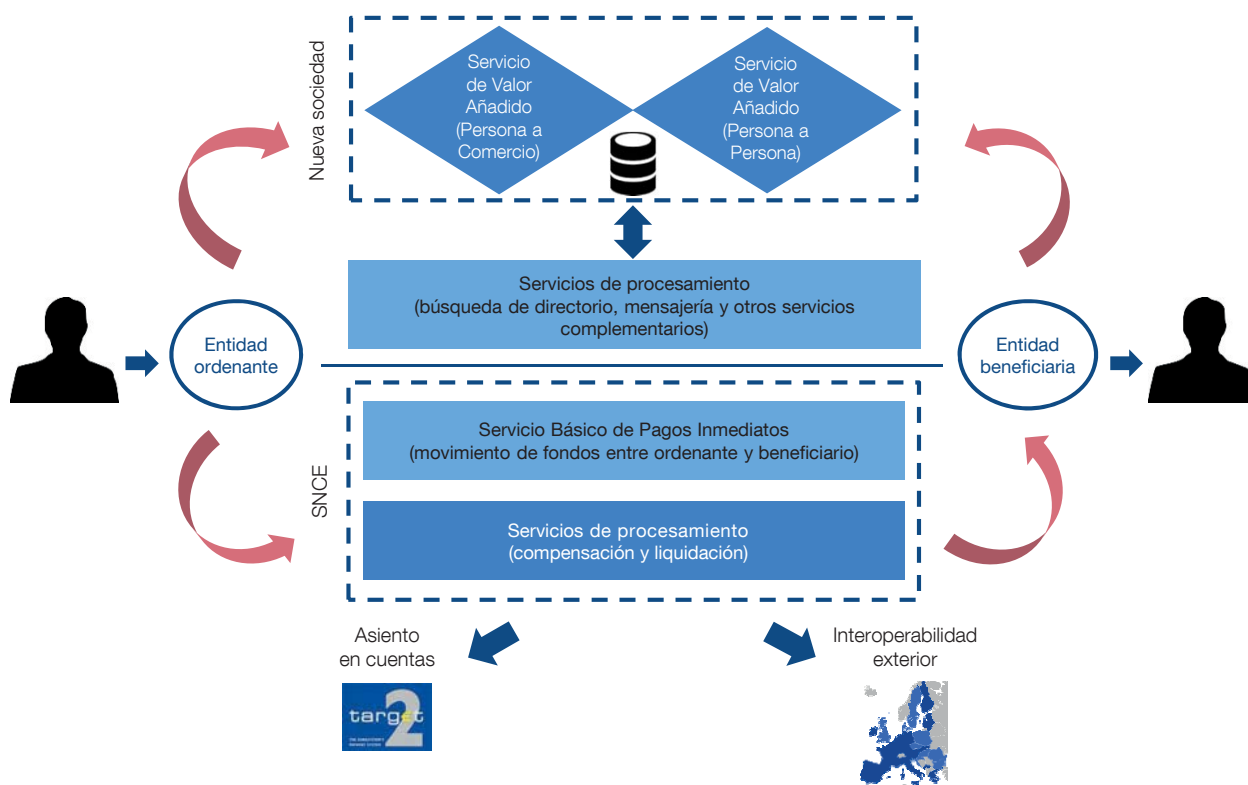 Nueva sociedad
Servicio
de Valor
Añadido
(Persona a
Comercio)
Servicio
de Valor
Añadido
(Persona a
Persona)
Servicios de procesamiento
(búsqueda de directorio, mensajería y otros servicios
complementarios)
Entidad
ordenante
Entidad
beneficiaria
SNCE
Servicio Básico de Pagos Inmediatos
(movimiento de fondos entre ordenante y beneficiario)
Servicios de procesamiento
(compensación y liquidación)
Asiento
en cuentas
target
2
Interoperabilidad
exterior